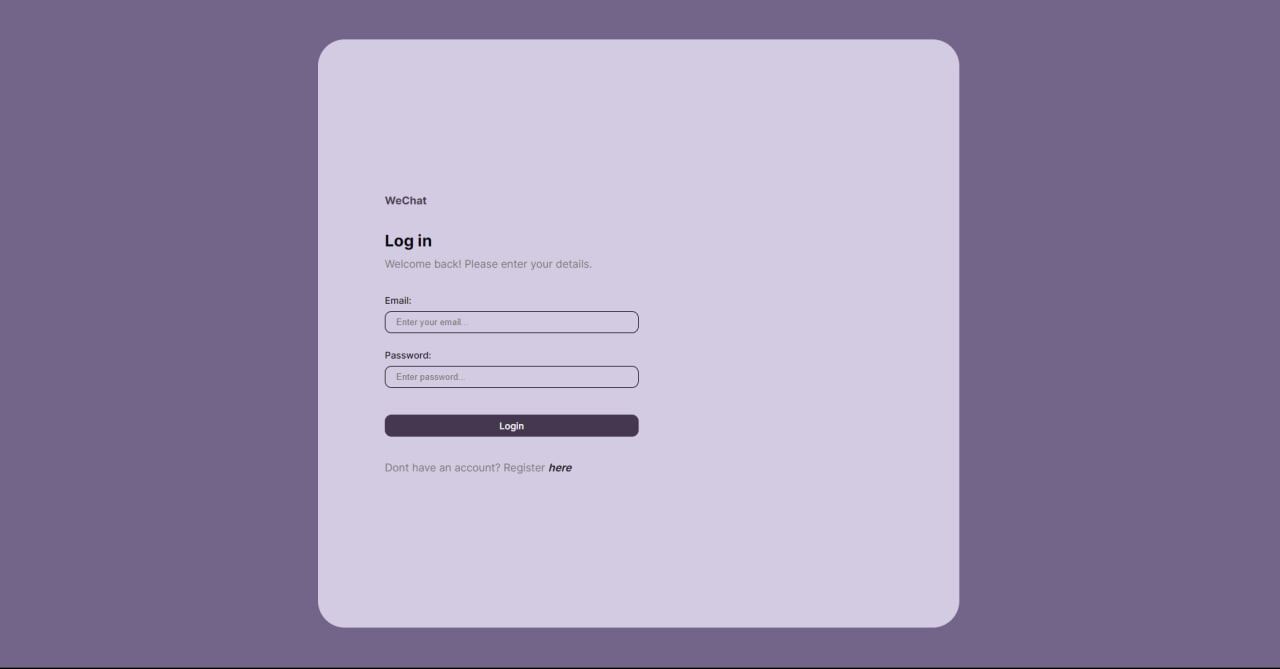 WeChat
Log in
Welcome back! Please enter your details.
Email:
Enter your email...
Password:
Enter password...
Login
Dont have an account? Register here